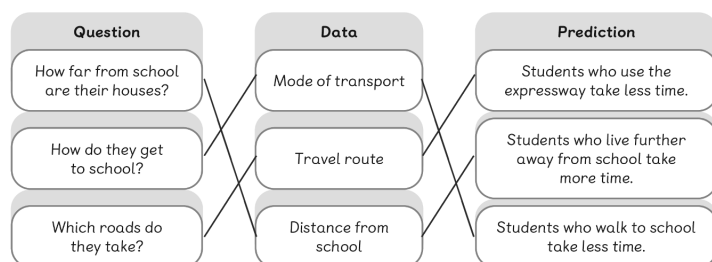 Question
How far from school
are their houses?
How do they get
to school?
Which roads do
they take?
Data
Mode of transport
Travel route
Distance from
school
Prediction
Students who use the
expressway take less time.
Students who live further
away from school take
more time.
Students who walk to school
take less time.